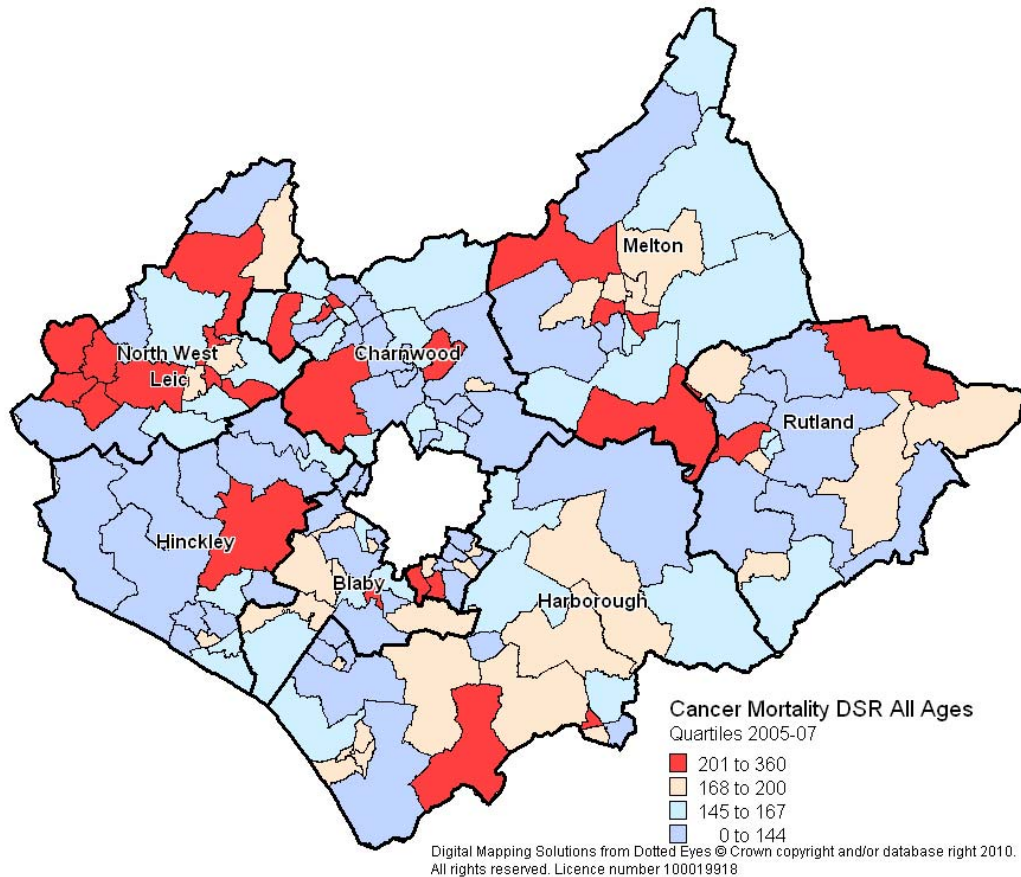 Melton
North West
Leic
Charnwood
Rutland
Hinckley
Blaby
Harborough
Cancer Mortality DSR All Ages
Quartiles 2005-07
201 to 360
168 to 200
145 to 167
0 to 144
Digital Mapping Solutions from Dotted Eyes © Crown copyright and/or database right 2010.
All rights reserved. Licence number 100019918